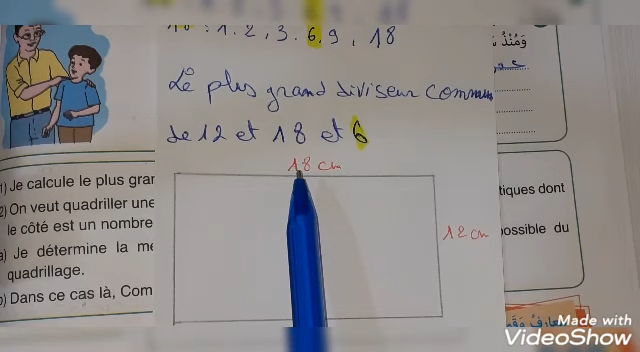 18 : 1. 2, 3. 6. 9, 18
Le plus grand diviseur commun
de 12 et 18 et 6
18 cm
12 cm
1) Je calcule le plus gran
2) On veut quadriller une
le côté est un nombre
a) Je détermine la me
quadrillage.
b) Dans ce cas là, Com
وَمُنْذُ
tiques dont
possible du
Made with
VideoShow